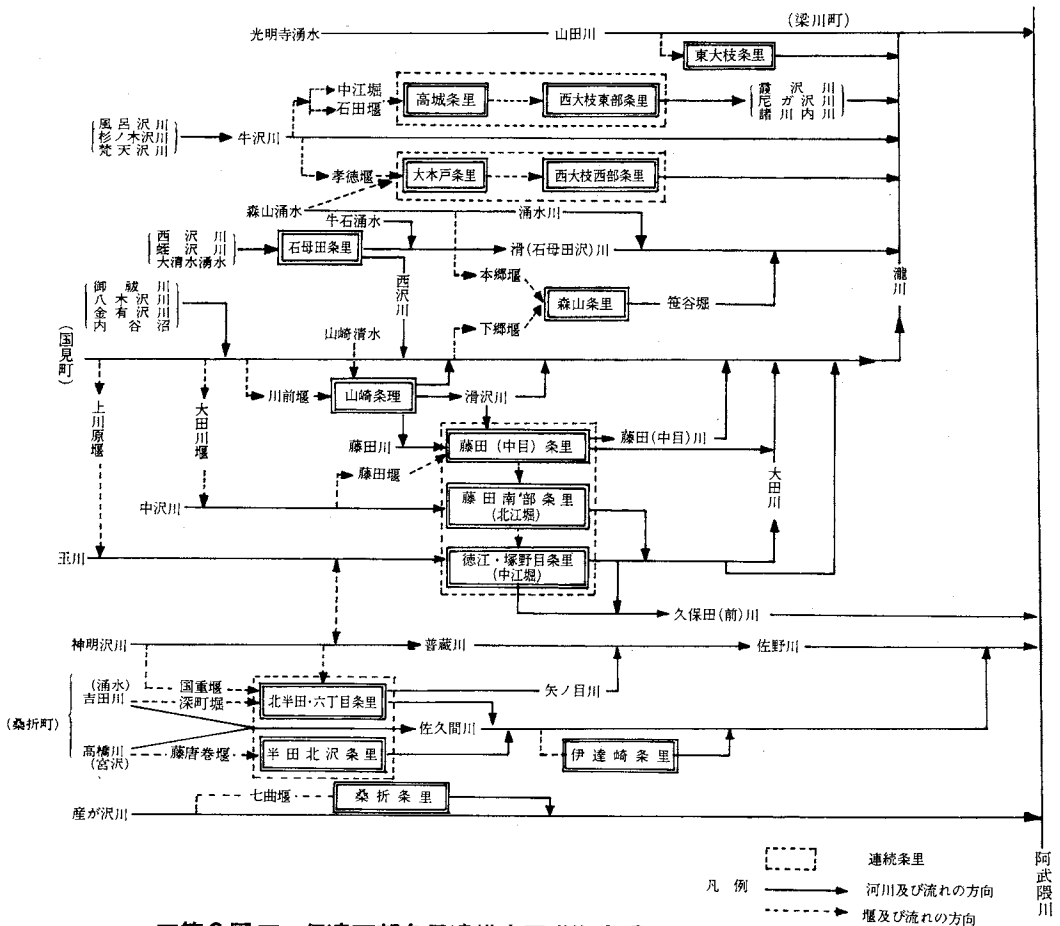 (梁川町)
光明寺湧水
山田川
東大枝条里
中江堀
石田堰
高城条里
西大枝東部条里
霞沢川
尼ガ沢川
諸川内川
風呂沢川
杉ノ木沢川
梵天沢川
牛沢川
孝徳堰
大木戸条里
西大枝西部条里
森山涌水
涌水川
牛石涌水
西沢川
蛭沢川
大清水湧水
石母田条里
滑(石母田沢)川
本郷堰
西沢川
森山条里
笹谷堀
滝川
下郷堰
御駿川
八木沢川
金有沢川
内谷沼
山崎清水
(国見町)
川前堰
山崎条理
滑沢川
上川原堰
大田川堰
藤田川
藤田(中目)条里
藤田(中目)川
藤田堰
大田川
中沢川
藤田南部条里
(北江堀)
玉川
徳江・塚野目条里
(中江堀)
久保田(前)川
神明沢川
普蔵川
佐野川
(涌水)
吉田川
国重堰
深町堀
北半田・六丁目条里
矢ノ目川
(桑折町)
佐久間川
高橋川
(宮沢)
藤唐巻堰
半田北沢条里
伊達崎条里
七曲堰
桑折条里
産が沢川
阿武隈川
凡例
連続条里
河川及び流れの方向
堰及び流れの方向